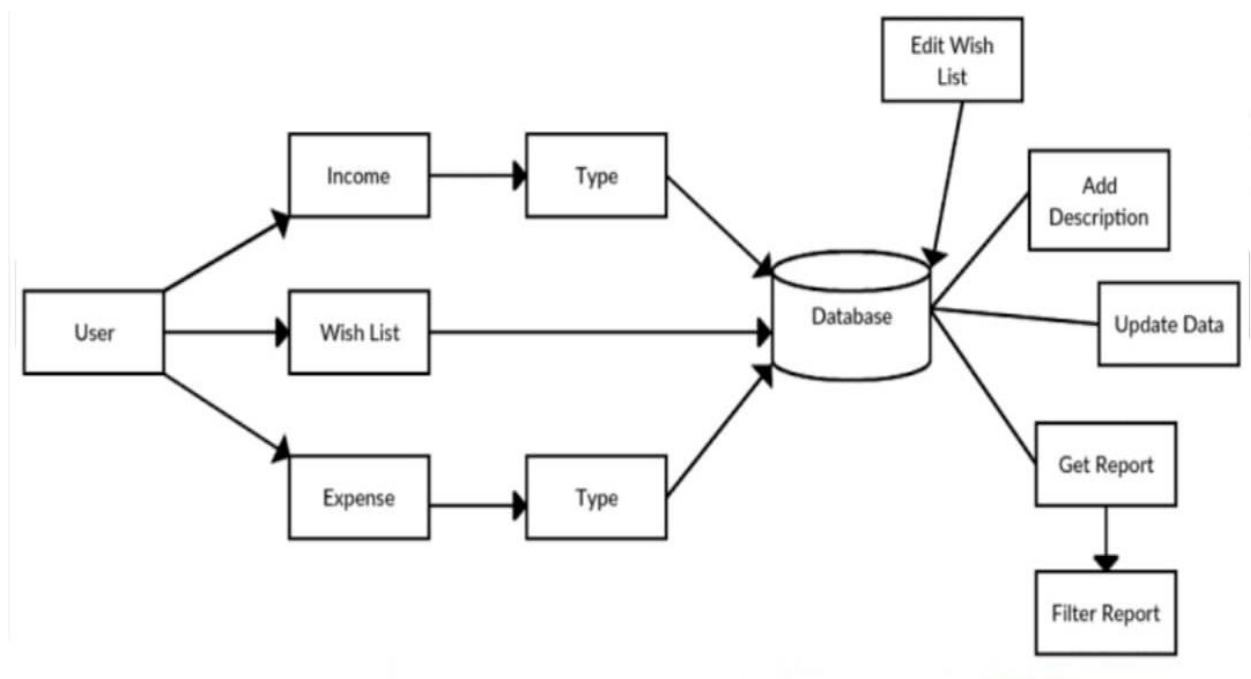 Edit Wish
List
Income
Type
Add
Description
User
Wish List
Database
Update Data
Get Report
Expense
Type
Filter Report